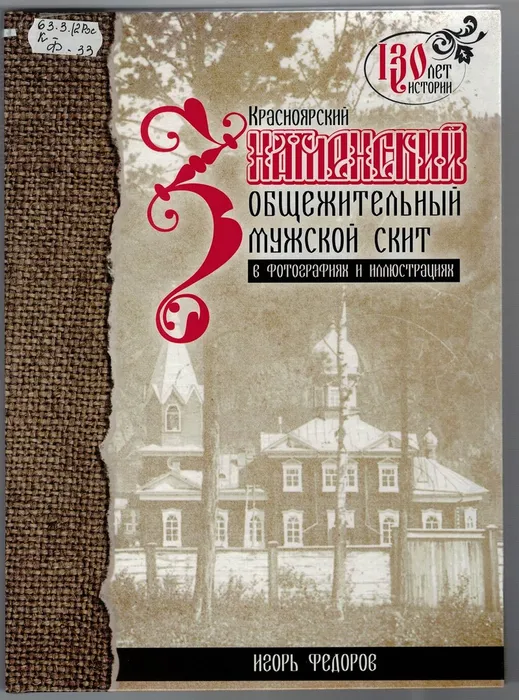 63.3.(2Рос
К
Ф-33
130 лет
истории
Красноярский
Знаменский
общежительный
мужской скит
в фотографиях и иллюстрациях
Игорь Федоров